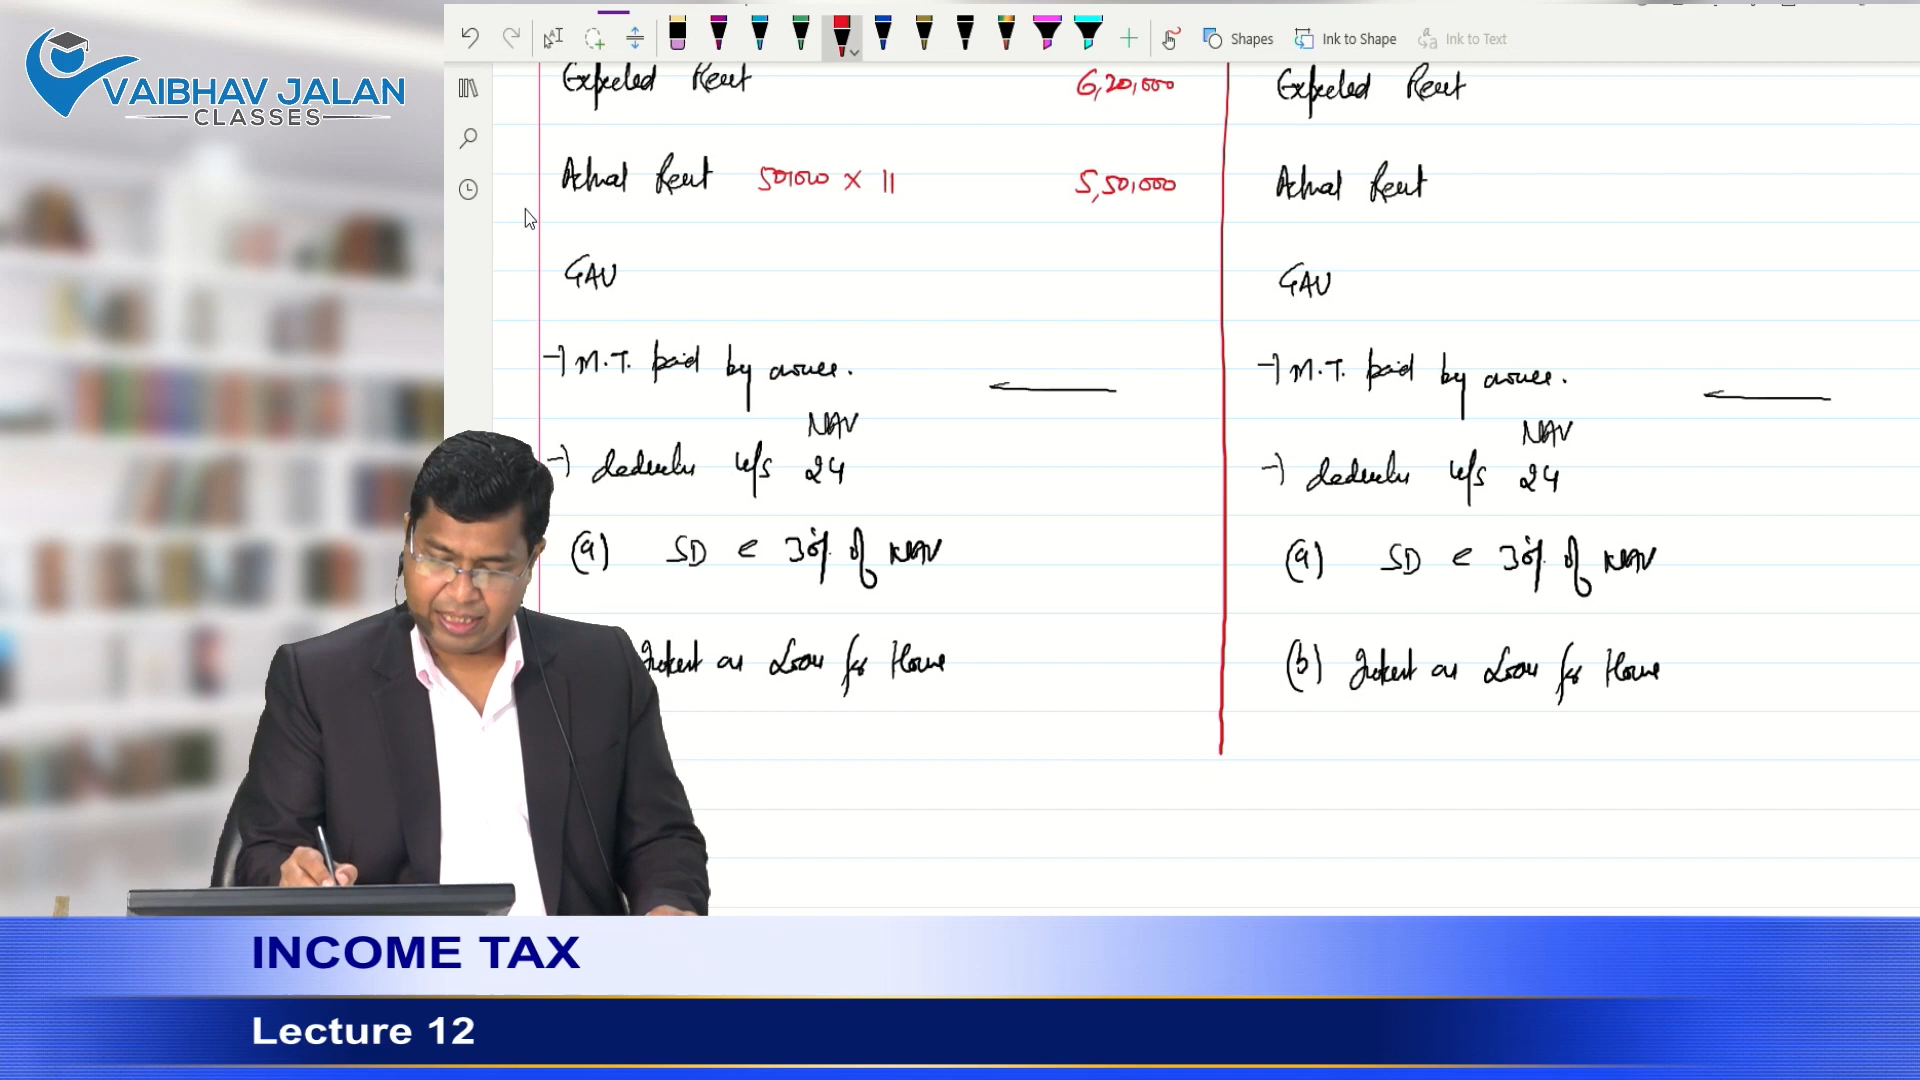 VAIBHAV JALAN
CLASSES
Shapes
Ink to Shape
Ink to Text
Expected Rent 6,20,000
Actual Rent 50,000 × 11 5,50,000
GAV
-) M.T. paid by owner.
NAV
-) deduction u/s 24
(a) SD @ 30% of NAV
Interest on Loan for House
Expected Rent
Actual Rent
GAV
-) M.T. paid by owner.
NAV
-) deduction u/s 24
(a) SD @ 30% of NAV
(b) Interest on Loan for House
INCOME TAX
Lecture 12